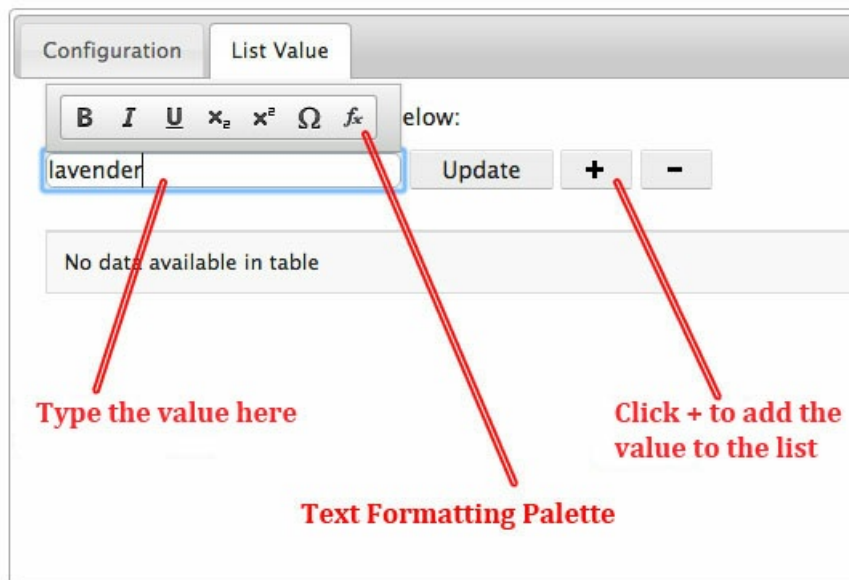 Configuration List Value
B I U x₂ x² Ω fx
elow:
lavender Update + -
No data available in table
Type the value here
Click + to add the
value to the list
Text Formatting Palette